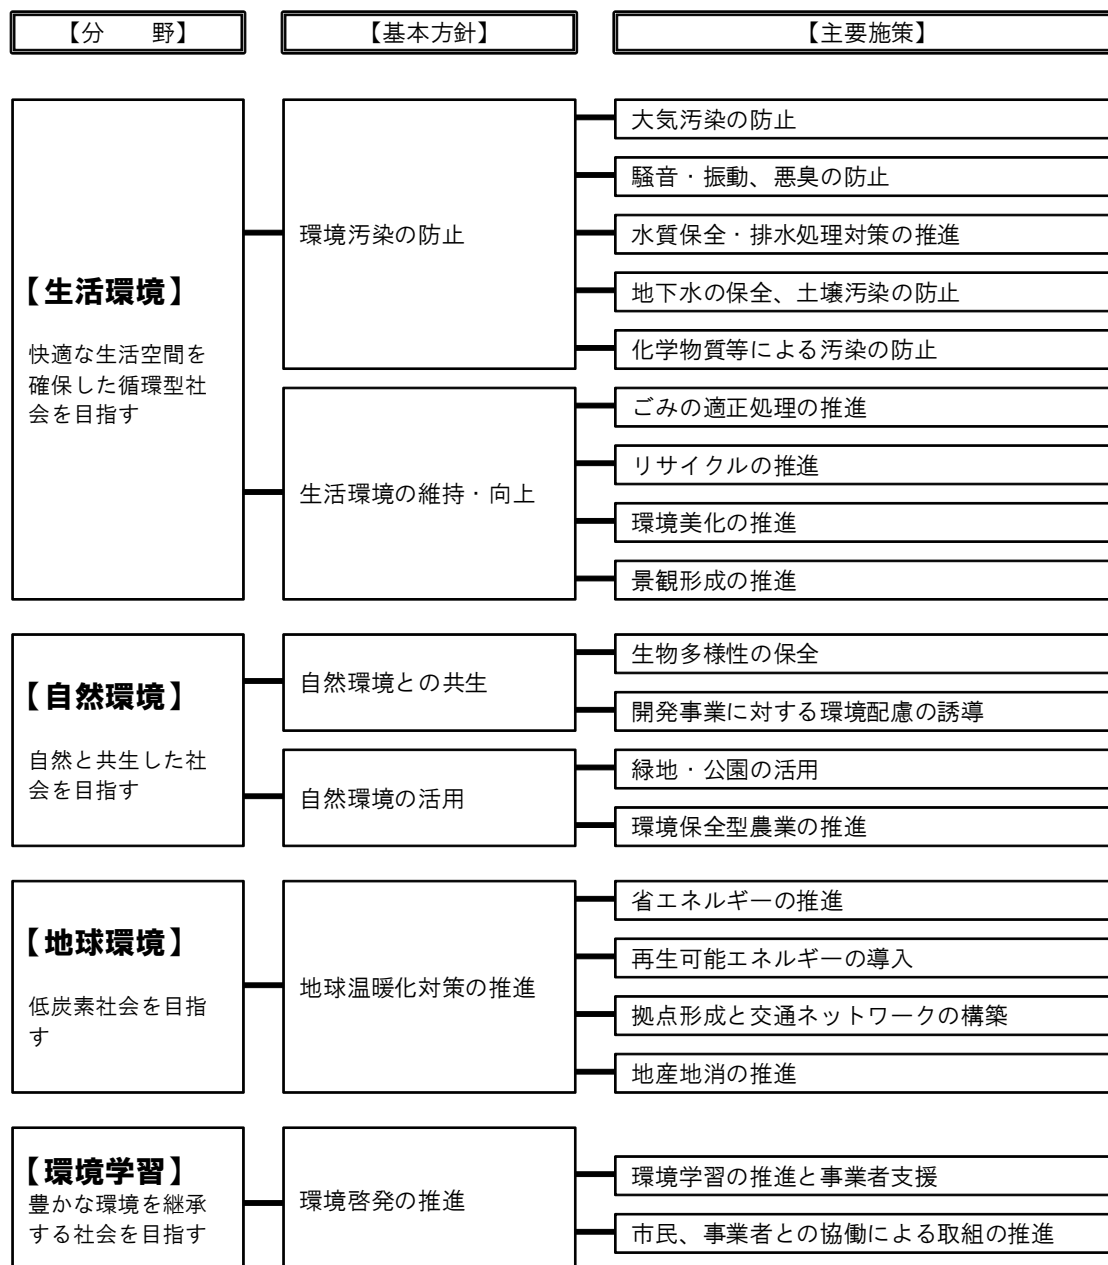 【分　野】
【基本方針】
【主要施策】
【生活環境】
快適な生活空間を
確保した循環型社
会を目指す
環境汚染の防止
大気汚染の防止
騒音・振動、悪臭の防止
水質保全・排水処理対策の推進
地下水の保全、土壌汚染の防止
化学物質等による汚染の防止
生活環境の維持・向上
ごみの適正処理の推進
リサイクルの推進
環境美化の推進
景観形成の推進
【自然環境】
自然と共生した社
会を目指す
自然環境との共生
生物多様性の保全
開発事業に対する環境配慮の誘導
自然環境の活用
緑地・公園の活用
環境保全型農業の推進
【地球環境】
低炭素社会を目指
す
地球温暖化対策の推進
省エネルギーの推進
再生可能エネルギーの導入
拠点形成と交通ネットワークの構築
地産地消の推進
【環境学習】
豊かな環境を継承
する社会を目指す
環境啓発の推進
環境学習の推進と事業者支援
市民、事業者との協働による取組の推進